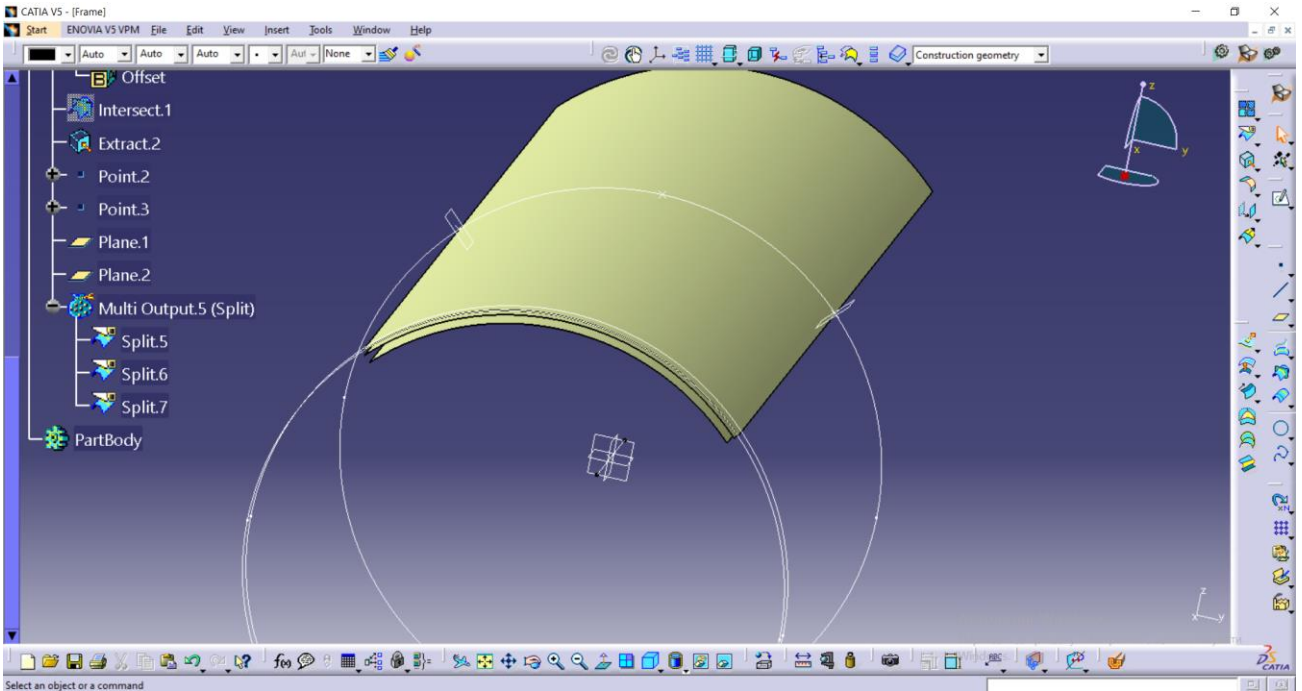 CATIA V5 - [Frame]
Start ENOVIA V5 VPM File Edit View Insert Tools Window Help
Auto Auto Auto Aut None Construction geometry
Offset
Intersect.1
Extract.2
Point.2
Point.3
Plane.1
Plane.2
Multi Output.5 (Split)
Split.5
Split.6
Split.7
PartBody
z
x
y
z
x y
f(x)
CATIA
Select an object or a command